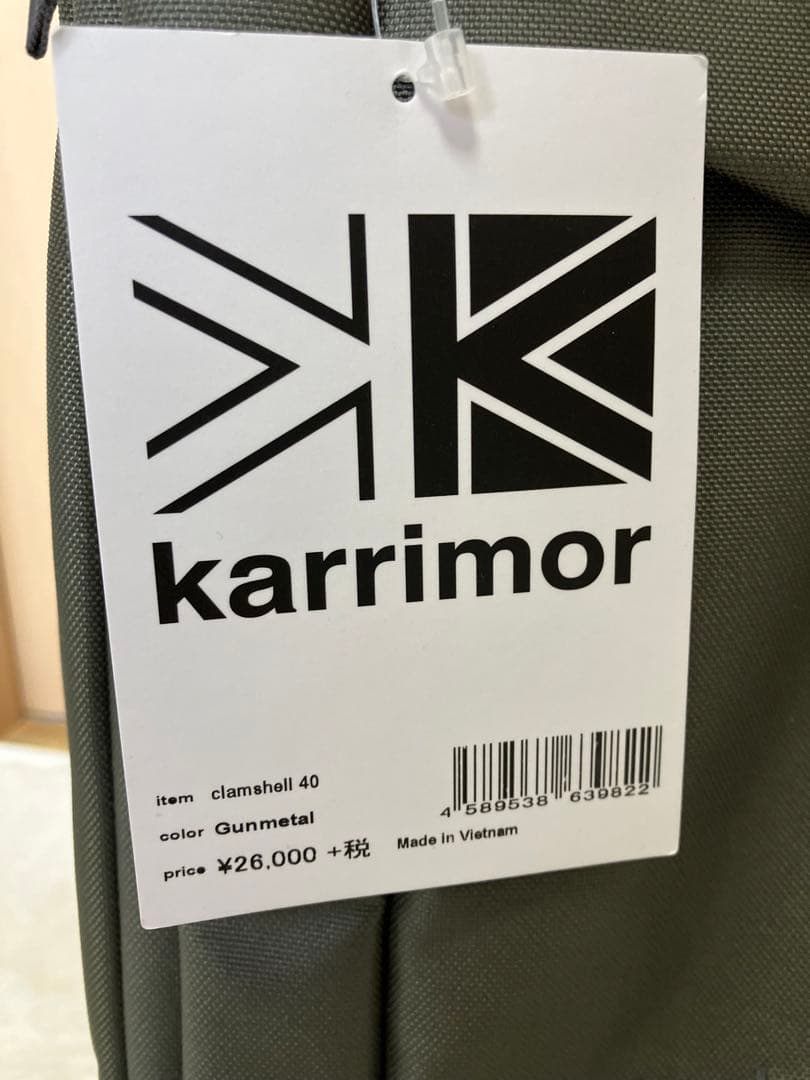 karrimor
item clamshell 40
color Gunmetal
price ¥26,000 +税
4 589538 639822
Made in Vietnam